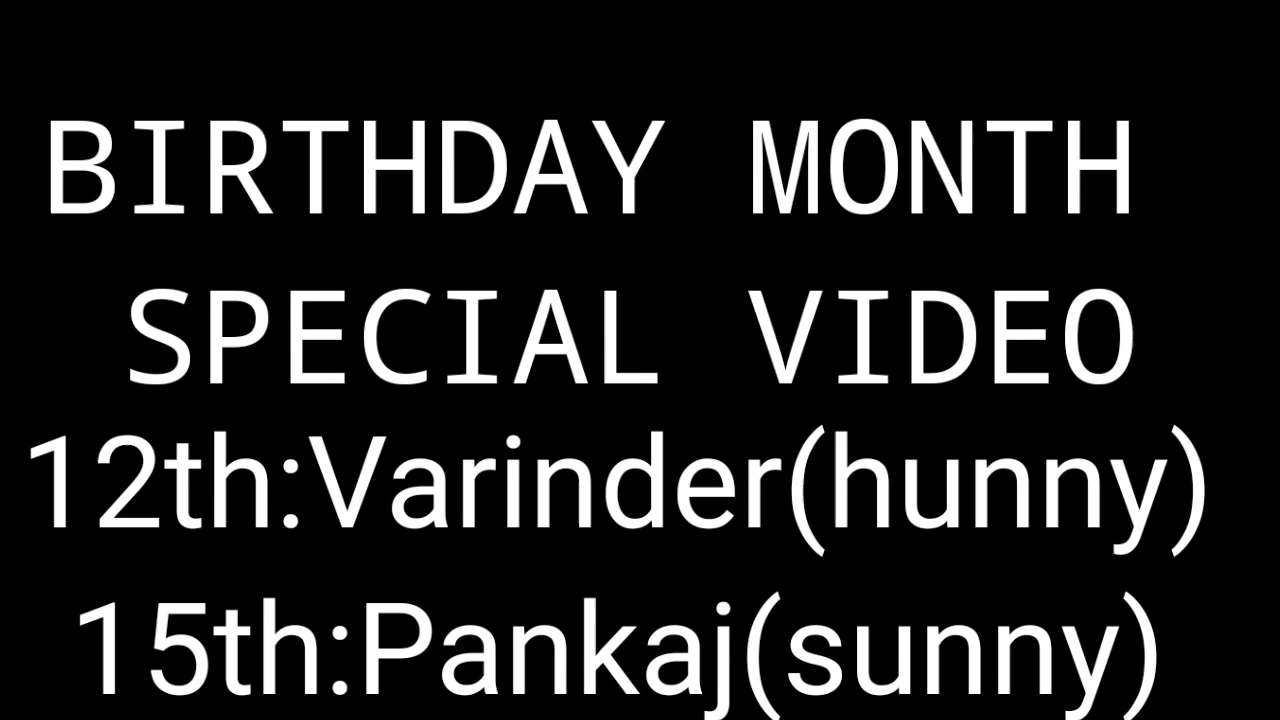 BIRTHDAY MONTH
SPECIAL VIDEO
12th:Varinder(hunny)
15th:Pankaj(sunny)